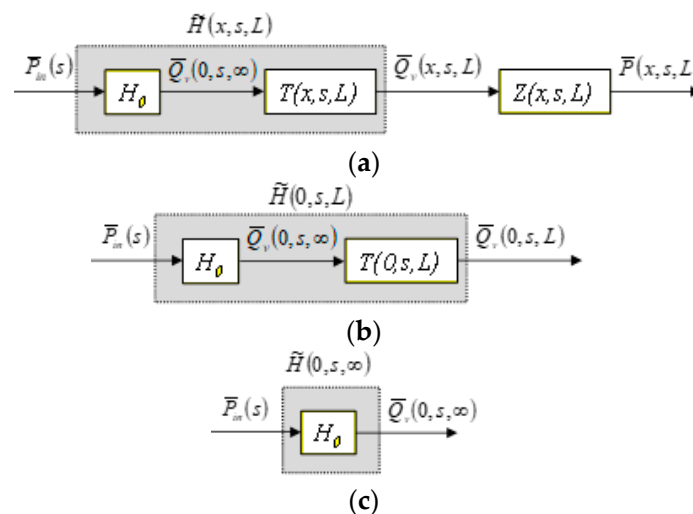 H̃(x,s,L)
P̅ᵢₙ(s) H₀ Q̅ᵥ(0,s,∞) T(x,s,L) Q̅ᵥ(x,s,L) Z(x,s,L) P̅(x,s,L
(a)
H̃(0,s,L)
P̅ᵢₙ(s) H₀ Q̅ᵥ(0,s,∞) T(0,s,L) Q̅ᵥ(0,s,L)
(b)
H̃(0,s,∞)
P̅ᵢₙ(s) H₀ Q̅ᵥ(0,s,∞)
(c)